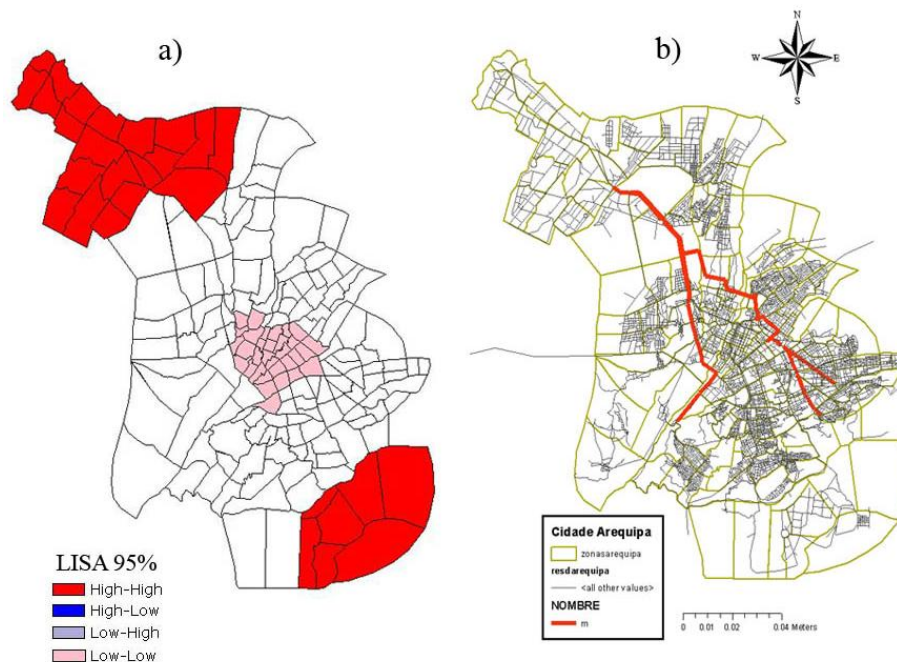 a)
LISA 95%
High-High
High-Low
Low-High
Low-Low
b)
N
W
E
S
Cidade Arequipa
zonasarequipa
resdarequipa
<all other values>
NOMBRE
m
0 0.01 0.02 0.04 Meters